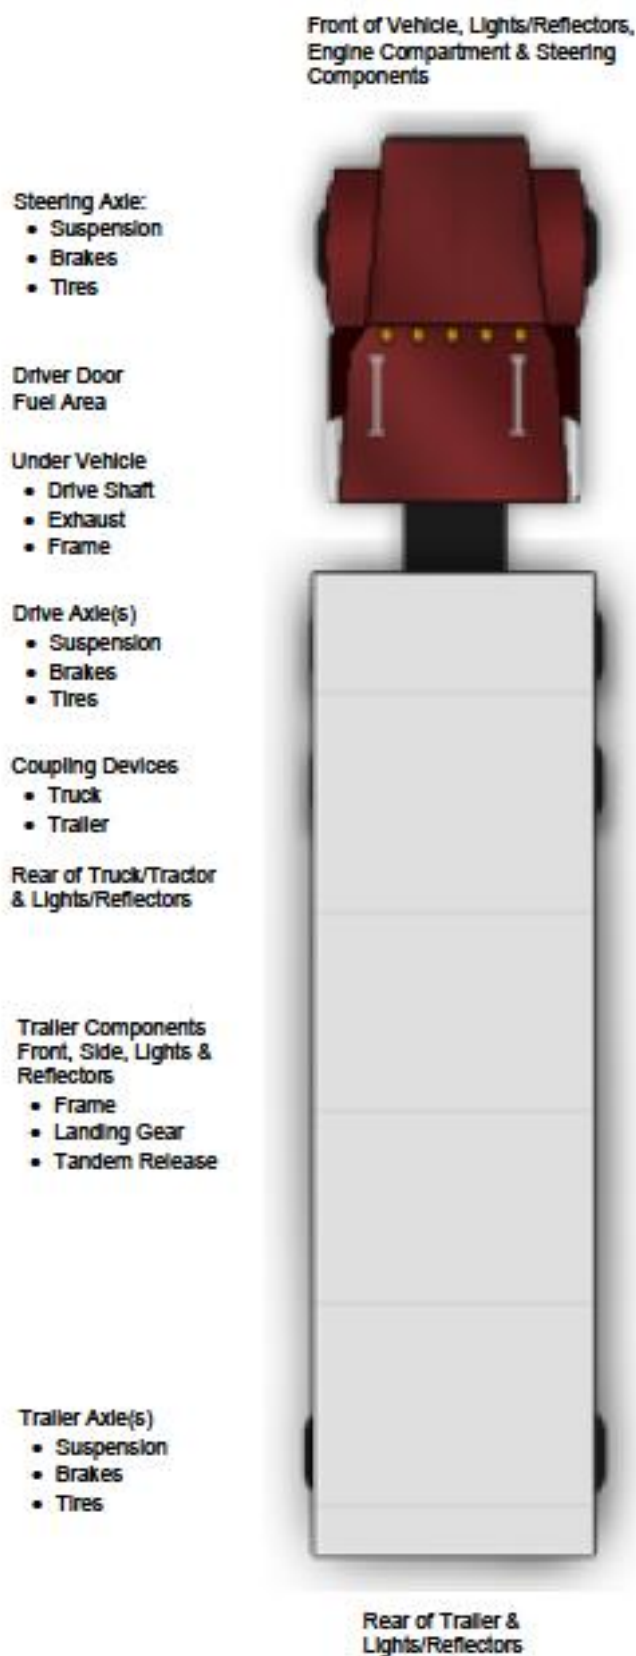 Front of Vehicle, Lights/Reflectors,
Engine Compartment & Steering
Components
Steering Axle:
• Suspension
• Brakes
• Tires
Driver Door
Fuel Area
Under Vehicle
• Drive Shaft
• Exhaust
• Frame
Drive Axle(s)
• Suspension
• Brakes
• Tires
Coupling Devices
• Truck
• Trailer
Rear of Truck/Tractor
& Lights/Reflectors
Trailer Components
Front, Side, Lights &
Reflectors
• Frame
• Landing Gear
• Tandem Release
Trailer Axle(s)
• Suspension
• Brakes
• Tires
Rear of Trailer &
Lights/Reflectors